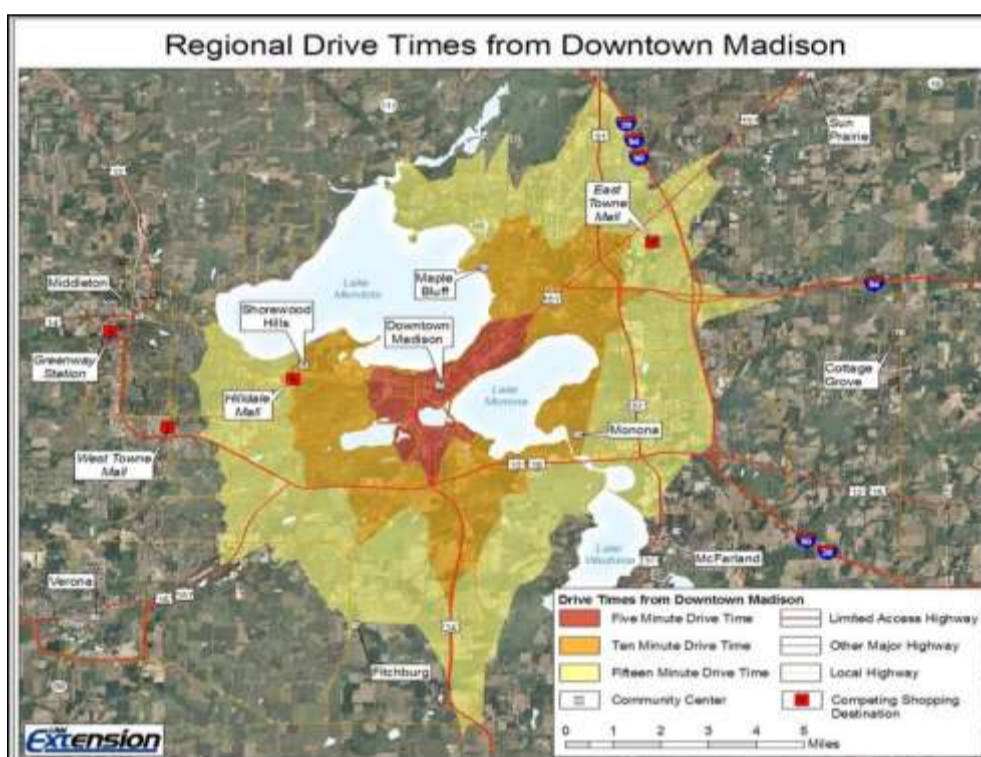 Regional Drive Times from Downtown Madison
Sun
Prairie
East
Towne
Mall
Lake
Mendota
Maple
Bluff
Middleton
Shorewood
Hills
Downtown
Madison
Greenway
Station
Hilldale
Mall
Lake
Monona
Cottage
Grove
Monona
West Towne
Mall
Lake
Waubesa
McFarland
Verona
Fitchburg
Drive Times from Downtown Madison
Five Minute Drive Time
Limited Access Highway
Ten Minute Drive Time
Other Major Highway
Fifteen Minute Drive Time
Local Highway
Community Center
Competing Shopping
Destination
0 1 2 3 4 5
Miles
Extension